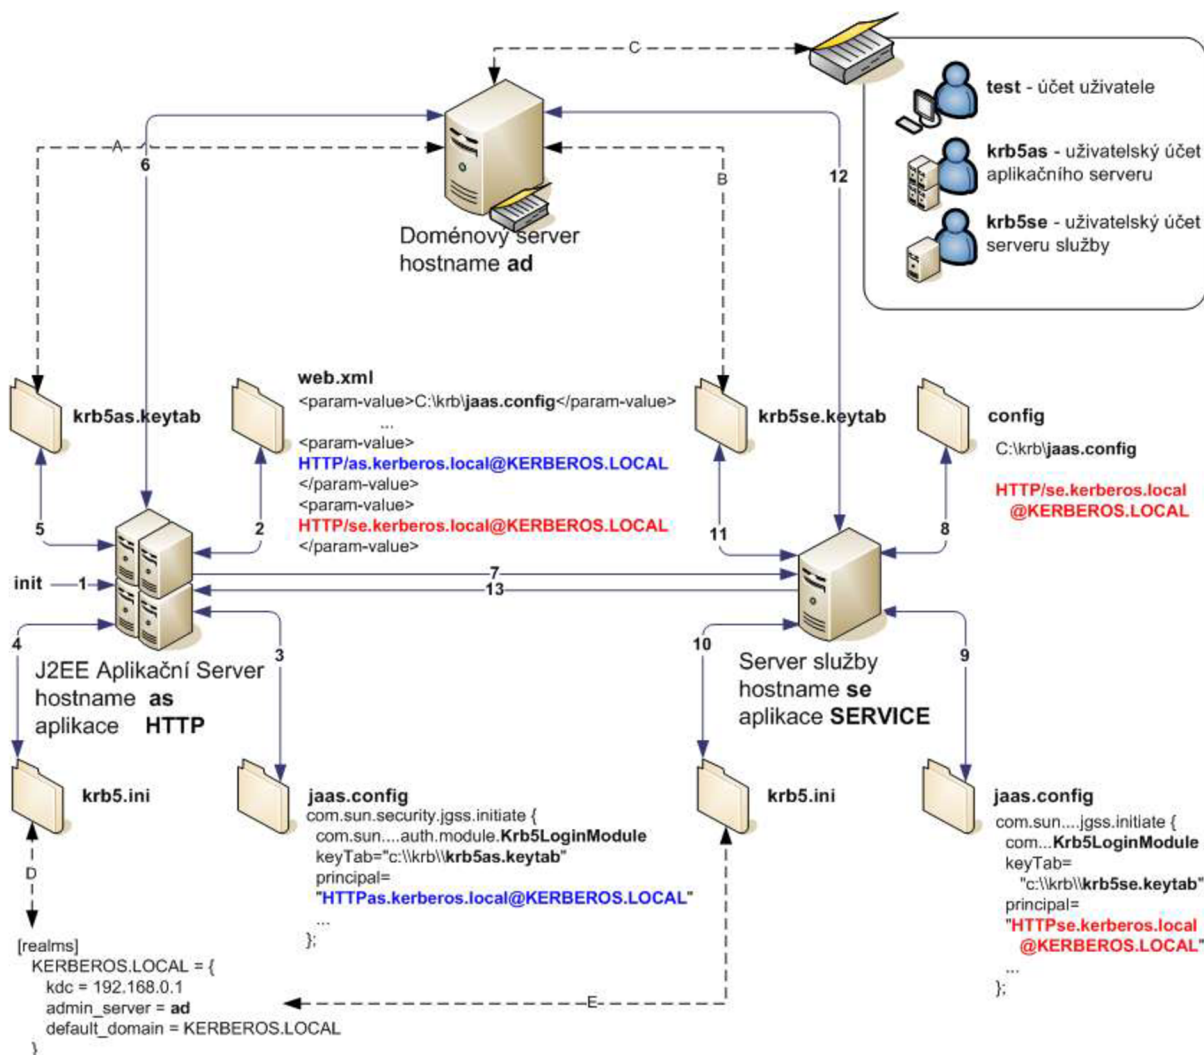 C
test - účet uživatele
krb5as - uživatelský účet
aplikačního serveru
krb5se - uživatelský účet
serveru služby
A
6
B
12
Doménový server
hostname ad
krb5as.keytab
web.xml
<param-value>C:\krb\jaas.config</param-value>
...
<param-value>
HTTP/as.kerberos.local@KERBEROS.LOCAL
</param-value>
<param-value>
HTTP/se.kerberos.local@KERBEROS.LOCAL
</param-value>
krb5se.keytab
config
C:\krb\jaas.config
HTTP/se.kerberos.local
@KERBEROS.LOCAL
5
2
11
8
init
1
7
13
4
3
10
9
J2EE Aplikační Server
hostname as
aplikace HTTP
Server služby
hostname se
aplikace SERVICE
krb5.ini
jaas.config
com.sun.security.jgss.initiate {
com.sun....auth.module.Krb5LoginModule
keyTab="c:\\krb\\krb5as.keytab"
principal=
"HTTPas.kerberos.local@KERBEROS.LOCAL"
...
};
krb5.ini
jaas.config
com.sun....jgss.initiate {
com...Krb5LoginModule
keyTab=
"c:\\krb\\krb5se.keytab"
principal=
"HTTPse.kerberos.local
@KERBEROS.LOCAL"
...
};
D
[realms]
KERBEROS.LOCAL = {
kdc = 192.168.0.1
admin_server = ad
default_domain = KERBEROS.LOCAL
}
E